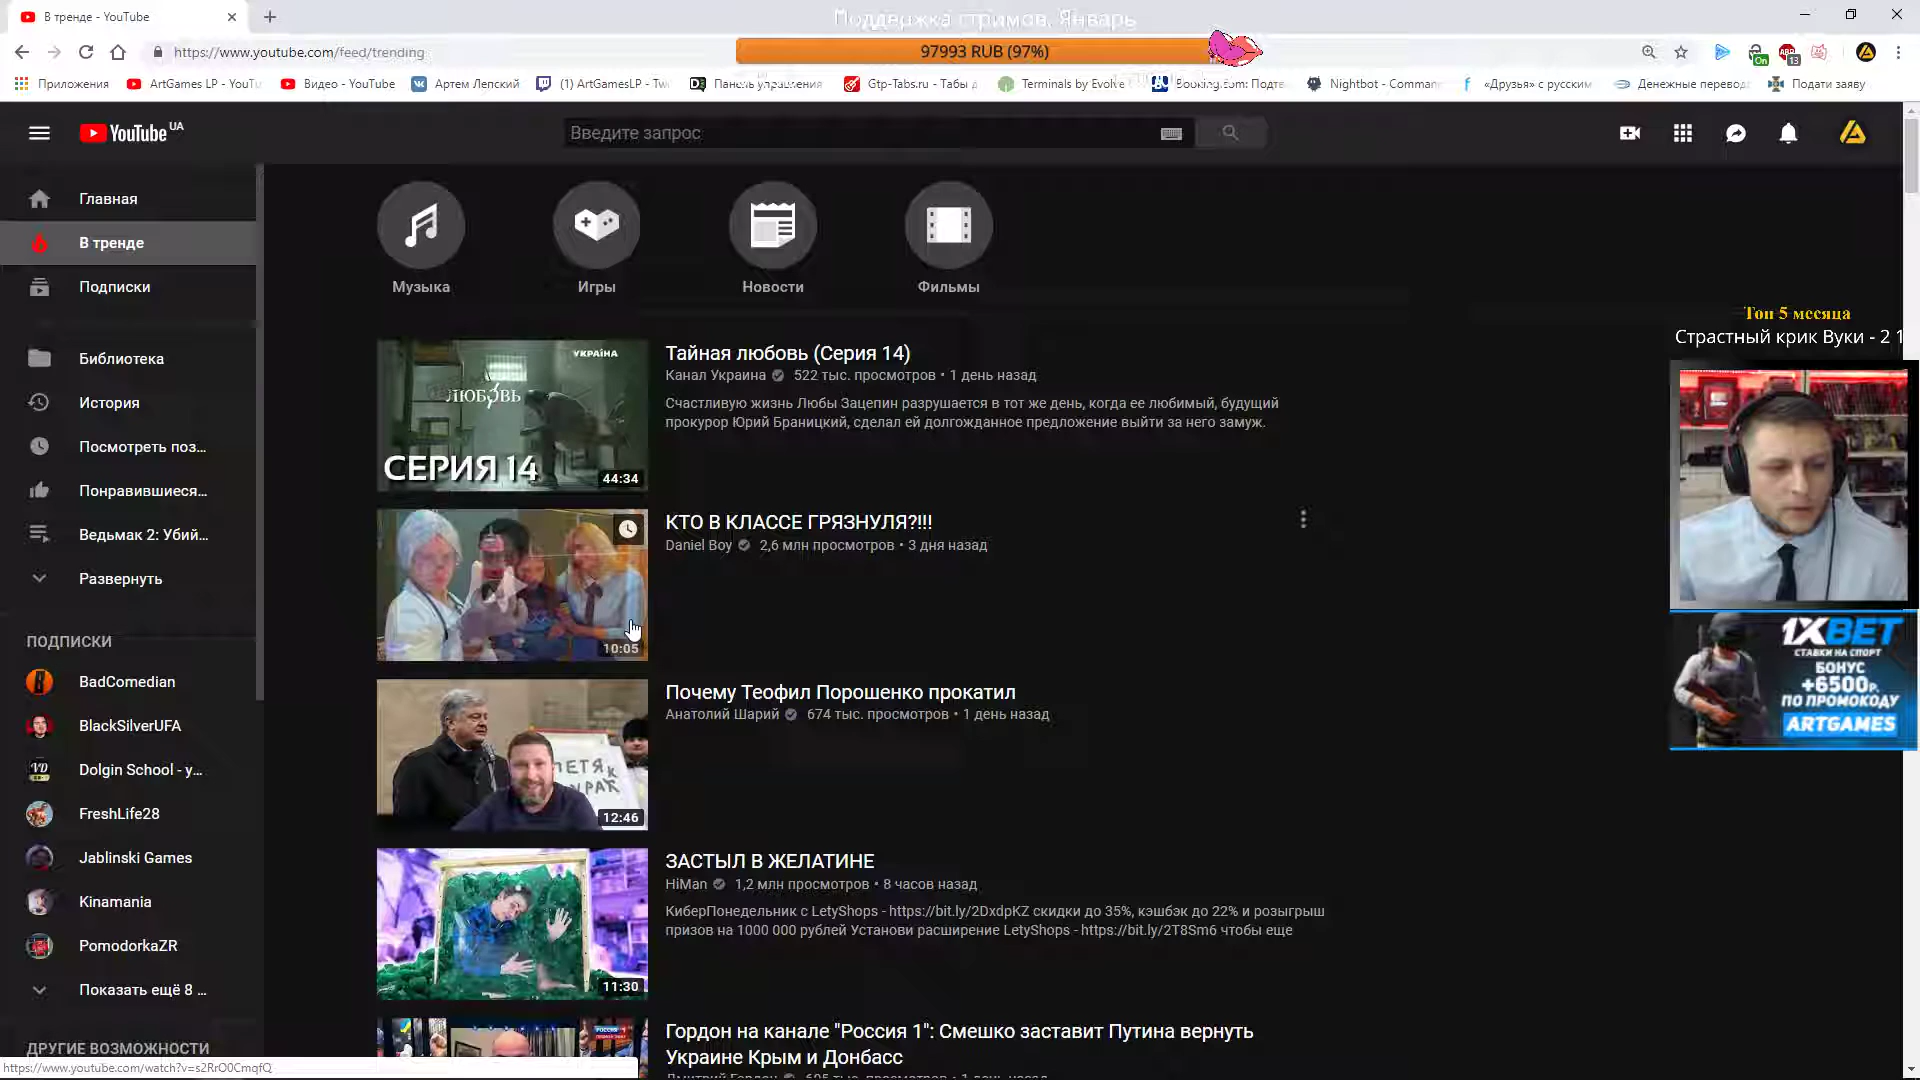 В тренде - YouTube
Поддержка стримов. Январь
https://www.youtube.com/feed/trending
97993 RUB (97%)
On
13
Приложения
ArtGames LP - YouTu
Видео - YouTube
Артем Лепский
(1) ArtGamesLP - Tw
Панель управления
Gtp-Tabs.ru - Табы д
Terminals by Evolve
Booking.com: Подте
Nightbot - Comman
«Друзья» с русским
Денежные перевод
Подати заяву
YouTube UA
Введите запрос
Главная
В тренде
Подписки
Библиотека
История
Посмотреть поз...
Понравившиеся...
Ведьмак 2: Убий...
Развернуть
ПОДПИСКИ
BadComedian
BlackSilverUFA
Dolgin School - у...
FreshLife28
Jablinski Games
Kinamania
PomodorkaZR
Показать ещё 8 ...
ДРУГИЕ ВОЗМОЖНОСТИ
https://www.youtube.com/watch?v=s2RrO0CmqfQ
Музыка
Игры
Новости
Фильмы
УКРАЇНА
ЛЮБОВЬ
СЕРИЯ 14
44:34
Тайная любовь (Серия 14)
Канал Украина 522 тыс. просмотров • 1 день назад
Счастливую жизнь Любы Зацепин разрушается в тот же день, когда ее любимый, будущий
прокурор Юрий Браницкий, сделал ей долгожданное предложение выйти за него замуж.
10:05
КТО В КЛАССЕ ГРЯЗНУЛЯ?!!!
Daniel Boy 2,6 млн просмотров • 3 дня назад
12:46
Почему Теофил Порошенко прокатил
Анатолий Шарий 674 тыс. просмотров • 1 день назад
11:30
ЗАСТЫЛ В ЖЕЛАТИНЕ
HiMan 1,2 млн просмотров • 8 часов назад
КиберПонедельник с LetyShops - https://bit.ly/2DxdpKZ скидки до 35%, кэшбэк до 22% и розыгрыш
призов на 1000 000 рублей Установи расширение LetyShops - https://bit.ly/2T8Sm6 чтобы еще
Гордон на канале "Россия 1": Смешко заставит Путина вернуть
Украине Крым и Донбасс
Топ 5 месяца
Страстный крик Вуки - 2 1
1XBET
СТАВКИ НА СПОРТ
БОНУС
+6500р.
ПО ПРОМОКОДУ
ARTGAMES